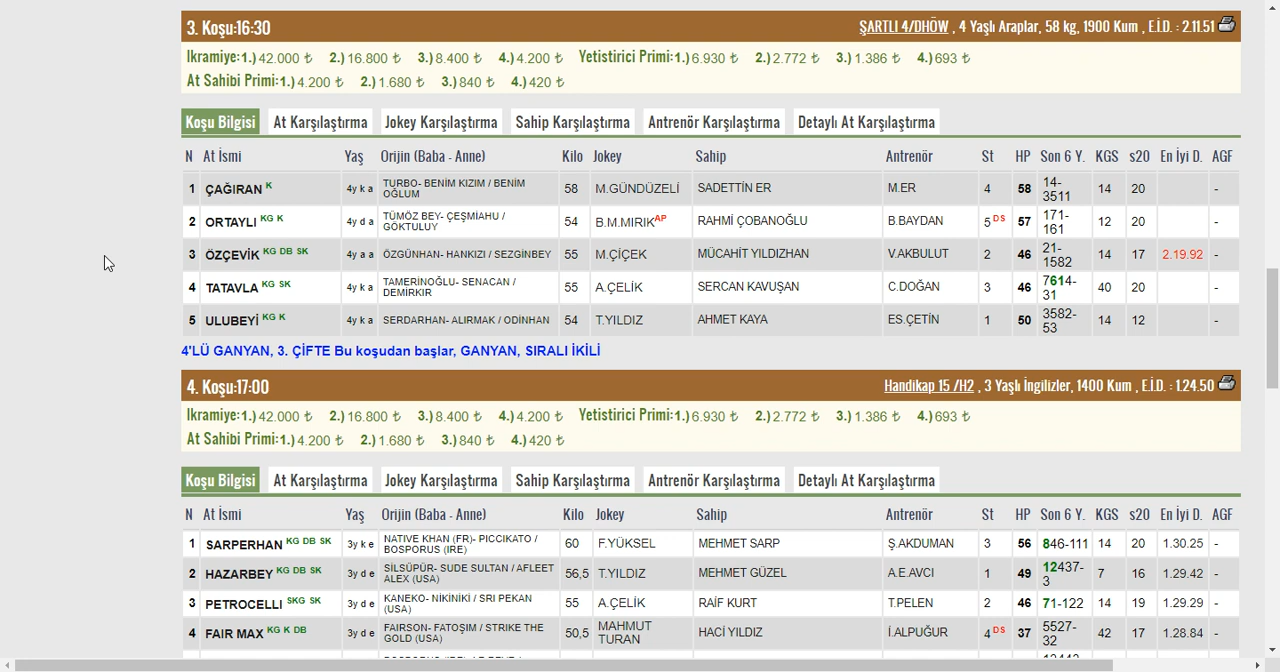 3. Koşu:16:30 ŞARTLI 4/DHÖW , 4 Yaşlı Araplar, 58 kg, 1900 Kum , E.İ.D. : 2.11.51
İkramiye:1.)42.000 ₺ 2.)16.800 ₺ 3.)8.400 ₺ 4.)4.200 ₺ Yetistirici Primi:1.)6.930 ₺ 2.)2.772 ₺ 3.)1.386 ₺ 4.)693 ₺
At Sahibi Primi:1.)4.200 ₺ 2.)1.680 ₺ 3.)840 ₺ 4.)420 ₺
Koşu Bilgisi At Karşılaştırma Jokey Karşılaştırma Sahip Karşılaştırma Antrenör Karşılaştırma Detaylı At Karşılaştırma
N At İsmi Yaş Orijin (Baba - Anne) Kilo Jokey Sahip Antrenör St HP Son 6 Y. KGS s20 En İyi D. AGF
1 ÇAĞIRAN K 4y k a TURBO- BENİM KIZIM / BENİM OĞLUM 58 M.GÜNDÜZELİ SADETTİN ER M.ER 4 58 14-3511 14 20 -
2 ORTAYLI KG K 4y d a TÜMÖZ BEY- ÇEŞMİAHU / GÖKTULUY 54 B.M.MIRIK AP RAHMİ ÇOBANOĞLU B.BAYDAN 5 DS 57 171-161 12 20 -
3 ÖZÇEVİK KG DB SK 4y a a ÖZGÜNHAN- HANKIZI / SEZGİNBEY 55 M.ÇİÇEK MÜCAHİT YILDIZHAN V.AKBULUT 2 46 21-1582 14 17 2.19.92 -
4 TATAVLA KG SK 4y k a TAMERİNOĞLU- SENACAN / DEMİRKIR 55 A.ÇELİK SERCAN KAVUŞAN C.DOĞAN 3 46 7614-31 40 20 -
5 ULUBEYİ KG K 4y k a SERDARHAN- ALIRMAK / ODİNHAN 54 T.YILDIZ AHMET KAYA ES.ÇETİN 1 50 3582-53 14 12 -
4'LÜ GANYAN, 3. ÇİFTE Bu koşudan başlar, GANYAN, SIRALI İKİLİ
4. Koşu:17:00 Handikap 15 /H2 , 3 Yaşlı İngilizler, 1400 Kum , E.İ.D. : 1.24.50
İkramiye:1.)42.000 ₺ 2.)16.800 ₺ 3.)8.400 ₺ 4.)4.200 ₺ Yetistirici Primi:1.)6.930 ₺ 2.)2.772 ₺ 3.)1.386 ₺ 4.)693 ₺
At Sahibi Primi:1.)4.200 ₺ 2.)1.680 ₺ 3.)840 ₺ 4.)420 ₺
Koşu Bilgisi At Karşılaştırma Jokey Karşılaştırma Sahip Karşılaştırma Antrenör Karşılaştırma Detaylı At Karşılaştırma
N At İsmi Yaş Orijin (Baba - Anne) Kilo Jokey Sahip Antrenör St HP Son 6 Y. KGS s20 En İyi D. AGF
1 SARPERHAN KG DB SK 3y k e NATIVE KHAN (FR)- PICCIKATO / BOSPORUS (IRE) 60 F.YÜKSEL MEHMET SARP Ş.AKDUMAN 3 56 846-111 14 20 1.30.25 -
2 HAZARBEY KG DB SK 3y d e SİLSÜPÜR- SUDE SULTAN / AFLEET ALEX (USA) 56,5 T.YILDIZ MEHMET GÜZEL A.E.AVCI 1 49 12437-3 7 16 1.29.42 -
3 PETROCELLI SKG SK 3y d e KANEKO- NİKİNİKİ / SRI PEKAN (USA) 55 A.ÇELİK RAİF KURT T.PELEN 2 46 71-122 14 19 1.29.29 -
4 FAIR MAX KG K DB 3y d e FAIRSON- FATOŞIM / STRIKE THE GOLD (USA) 50,5 MAHMUT TURAN HACI YILDIZ İ.ALPUĞUR 4 DS 37 5527-32 42 17 1.28.84 -